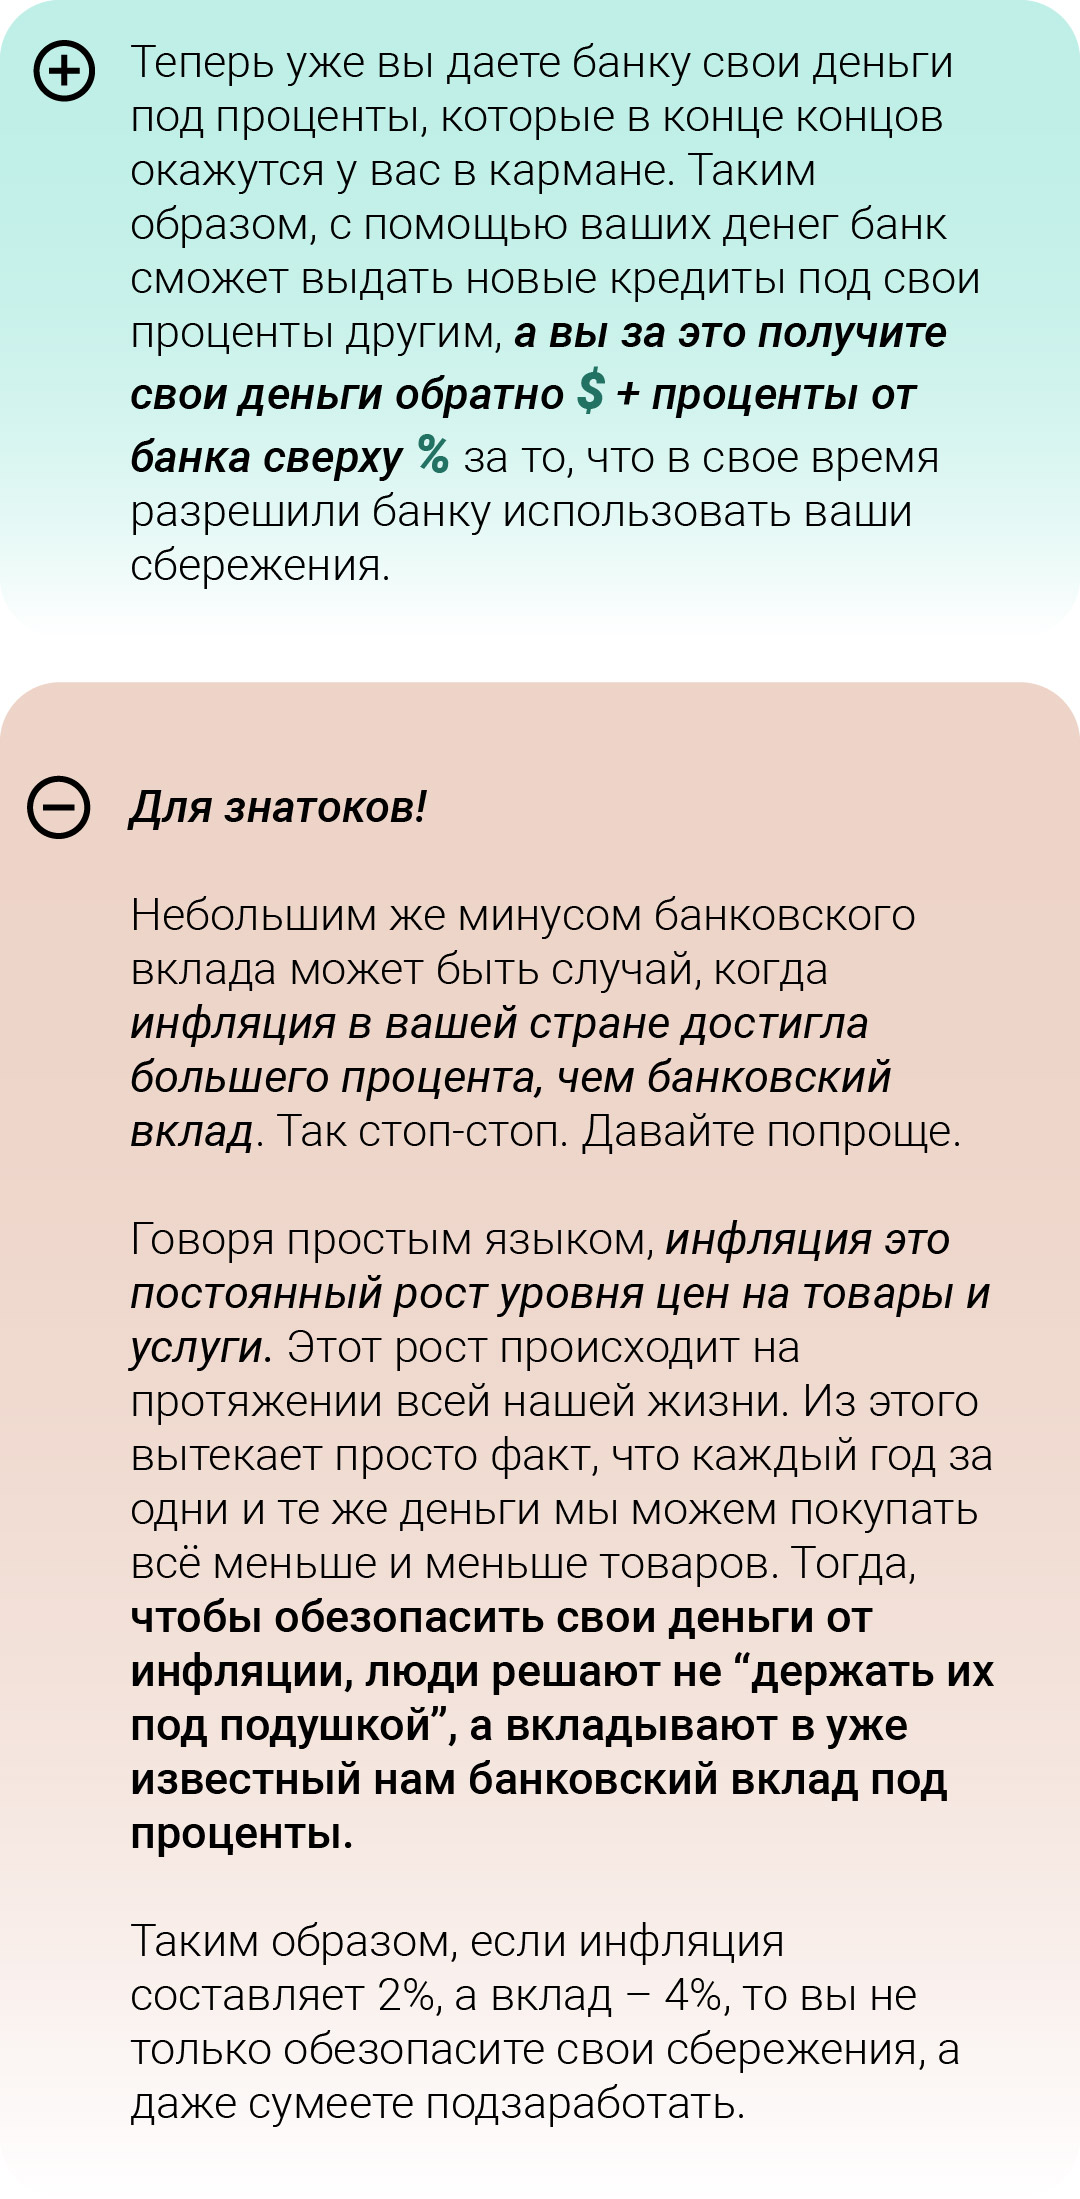 Теперь уже вы даете банку свои деньги
под проценты, которые в конце концов
окажутся у вас в кармане. Таким
образом, с помощью ваших денег банк
сможет выдать новые кредиты под свои
проценты другим, а вы за это получите
свои деньги обратно $ + проценты от
банка сверху % за то, что в свое время
разрешили банку использовать ваши
сбережения.
Для знатоков!
Небольшим же минусом банковского
вклада может быть случай, когда
инфляция в вашей стране достигла
большего процента, чем банковский
вклад. Так стоп-стоп. Давайте попроще.
Говоря простым языком, инфляция это
постоянный рост уровня цен на товары и
услуги. Этот рост происходит на
протяжении всей нашей жизни. Из этого
вытекает просто факт, что каждый год за
одни и те же деньги мы можем покупать
всё меньше и меньше товаров. Тогда,
чтобы обезопасить свои деньги от
инфляции, люди решают не “держать их
под подушкой”, а вкладывают в уже
известный нам банковский вклад под
проценты.
Таким образом, если инфляция
составляет 2%, а вклад – 4%, то вы не
только обезопасите свои сбережения, а
даже сумеете подзаработать.